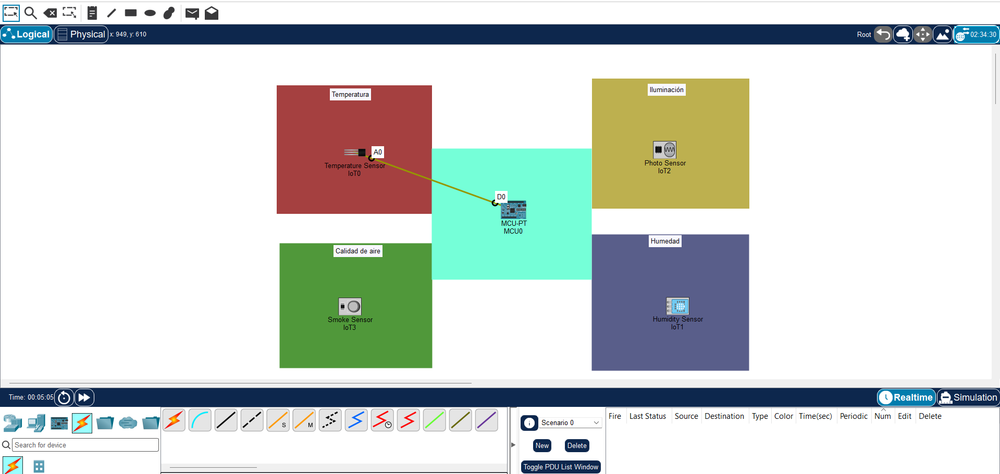 Logical
Physical
x: 949, y: 610
Root
02:34:30
Temperatura
Iluminación
A0
Temperature Sensor
IoT0
Photo Sensor
IoT2
D0
MCU-PT
MCU0
Calidad de aire
Humedad
Smoke Sensor
IoT3
Humidity Sensor
IoT1
Time: 00:05:05
Realtime
Simulation
S
M
Scenario 0
Fire Last Status Source Destination Type Color Time(sec) Periodic Num Edit Delete
Search for device
New
Delete
Toggle PDU List Window